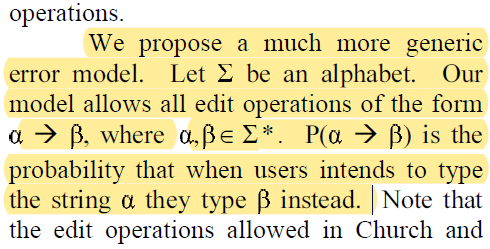 operations.
We propose a much more generic
error model. Let Σ be an alphabet. Our
model allows all edit operations of the form
α → β, where α,β∈ Σ*. P(α → β) is the
probability that when users intends to type
the string α they type β instead. Note that
the edit operations allowed in Church and